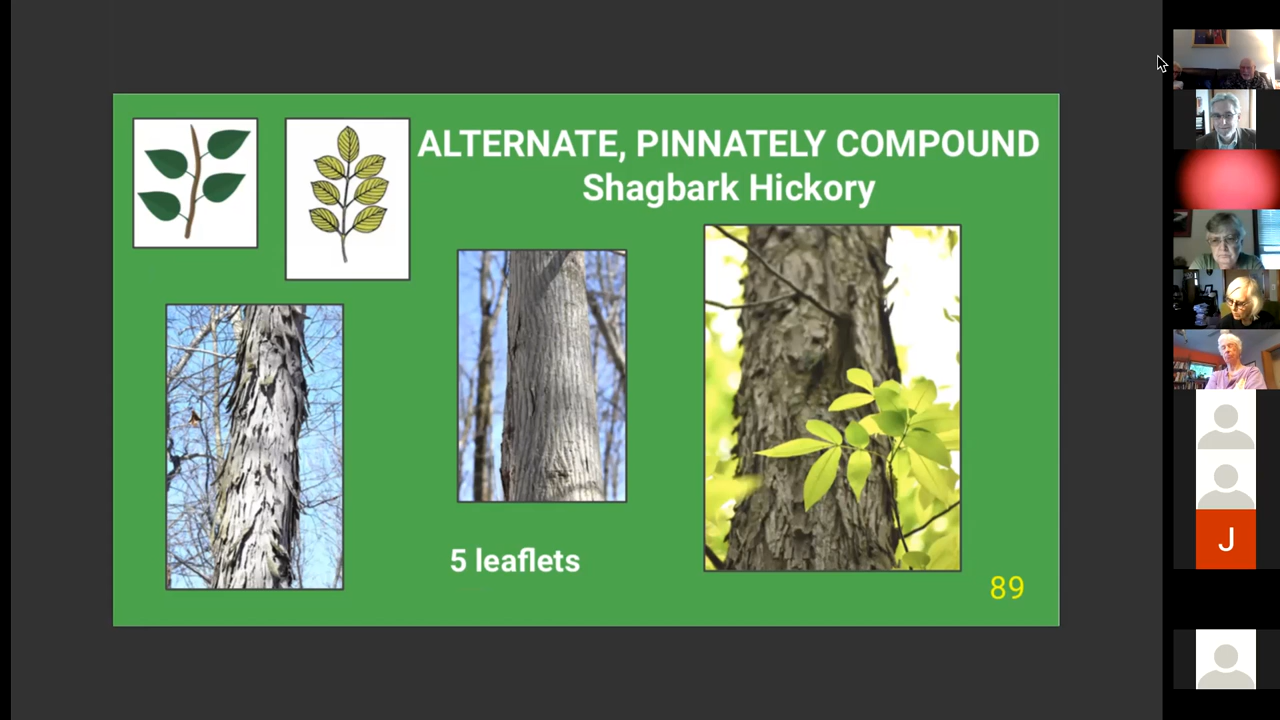 ALTERNATE, PINNATELY COMPOUND
Shagbark Hickory
5 leaflets
89
J